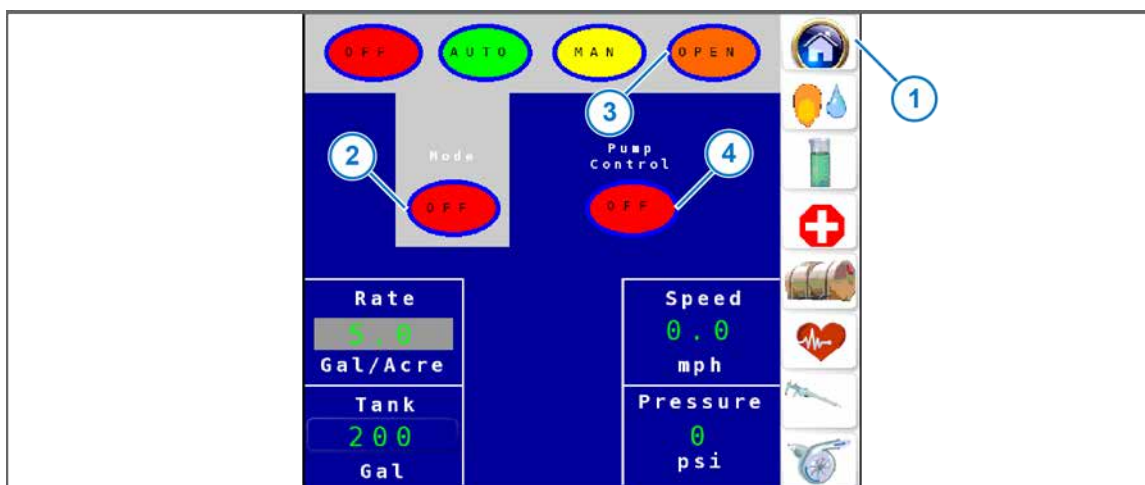 OFF AUTO MAN OPEN
1
3
2
Mode
Pump
Control
4
OFF
OFF
Rate
5.0
Gal/Acre
Speed
0.0
mph
Tank
200
Gal
Pressure
0
psi